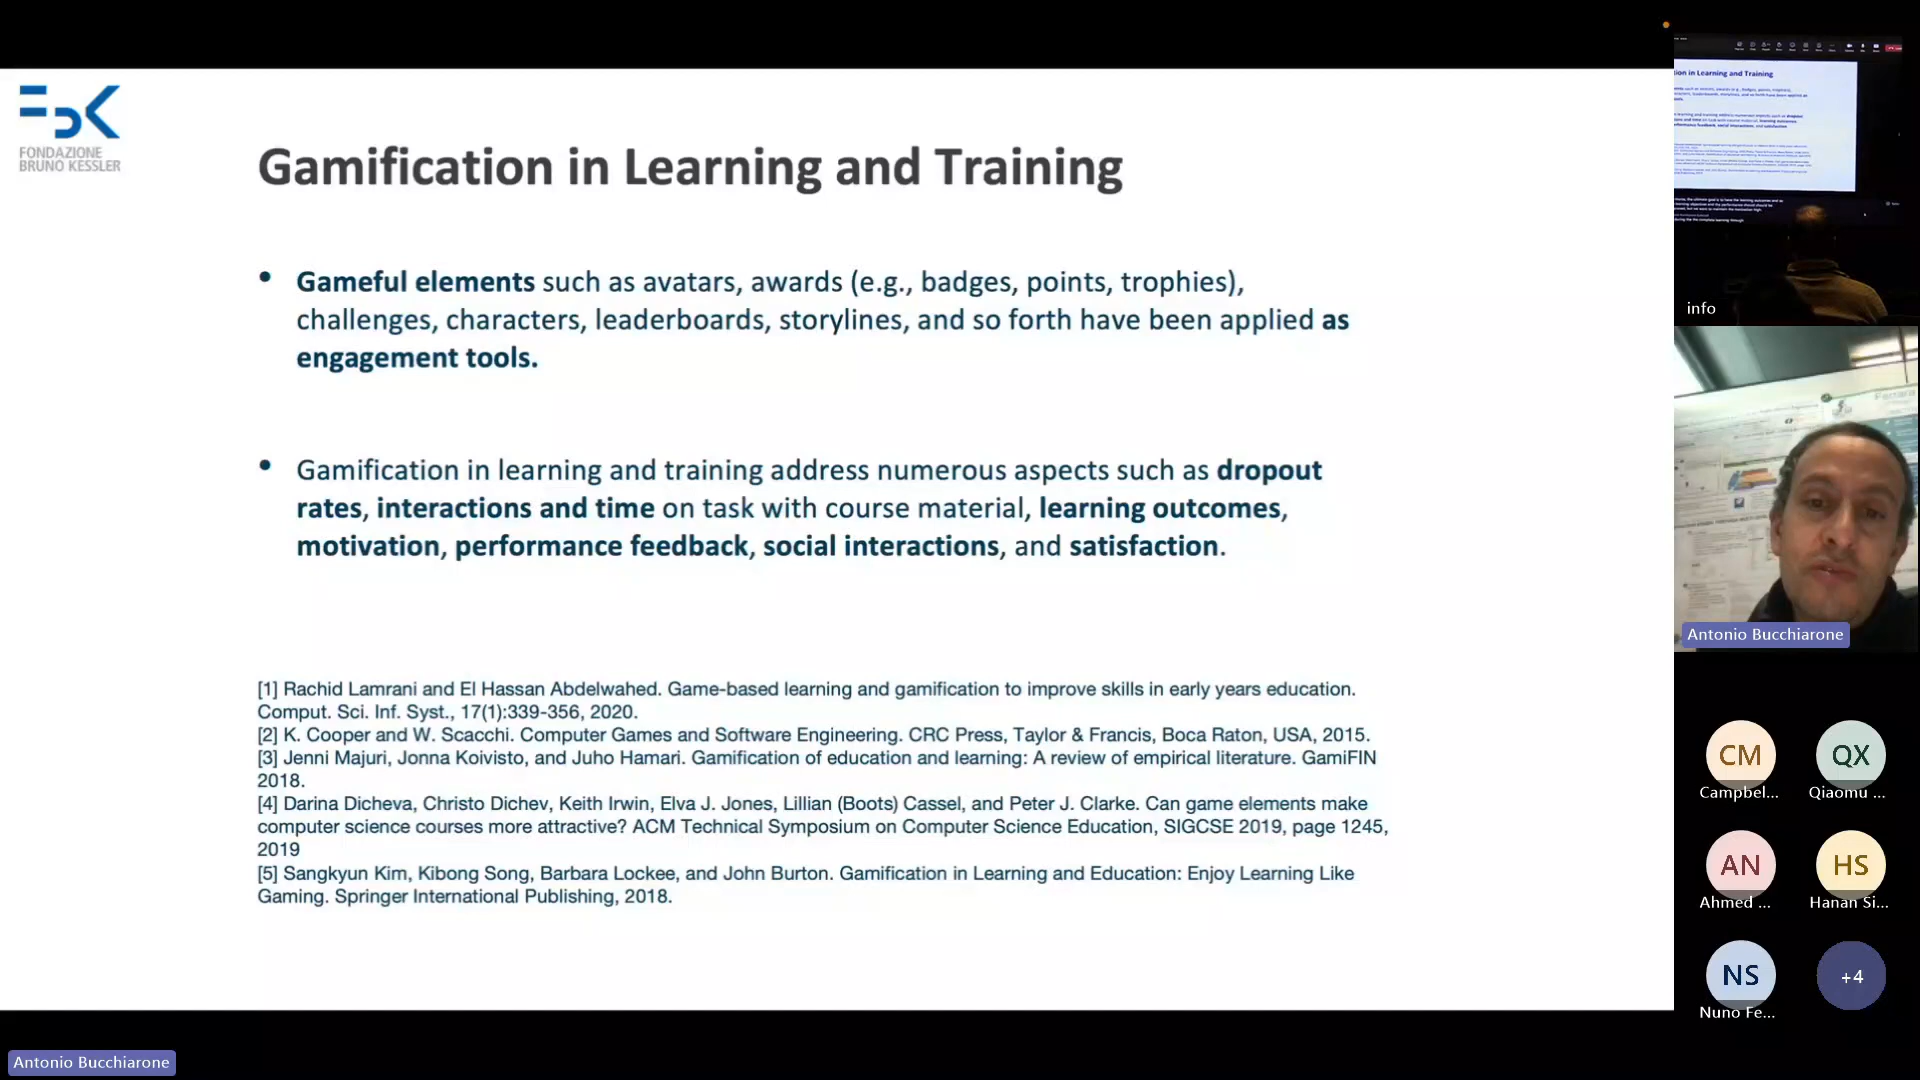 FONDAZIONE
BRUNO KESSLER
Gamification in Learning and Training
• Gameful elements such as avatars, awards (e.g., badges, points, trophies),
challenges, characters, leaderboards, storylines, and so forth have been applied as
engagement tools.
• Gamification in learning and training address numerous aspects such as dropout
rates, interactions and time on task with course material, learning outcomes,
motivation, performance feedback, social interactions, and satisfaction.
[1] Rachid Lamrani and El Hassan Abdelwahed. Game-based learning and gamification to improve skills in early years education.
Comput. Sci. Inf. Syst., 17(1):339-356, 2020.
[2] K. Cooper and W. Scacchi. Computer Games and Software Engineering. CRC Press, Taylor & Francis, Boca Raton, USA, 2015.
[3] Jenni Majuri, Jonna Koivisto, and Juho Hamari. Gamification of education and learning: A review of empirical literature. GamiFIN
2018.
[4] Darina Dicheva, Christo Dichev, Keith Irwin, Elva J. Jones, Lillian (Boots) Cassel, and Peter J. Clarke. Can game elements make
computer science courses more attractive? ACM Technical Symposium on Computer Science Education, SIGCSE 2019, page 1245,
2019
[5] Sangkyun Kim, Kibong Song, Barbara Lockee, and John Burton. Gamification in Learning and Education: Enjoy Learning Like
Gaming. Springer International Publishing, 2018.
Antonio Bucchiarone
in Learning and Training
info
Antonio Bucchiarone
CM
Campbel...
QX
Qiaomu ...
AN
Ahmed ...
HS
Hanan Si...
NS
Nuno Fe...
+4